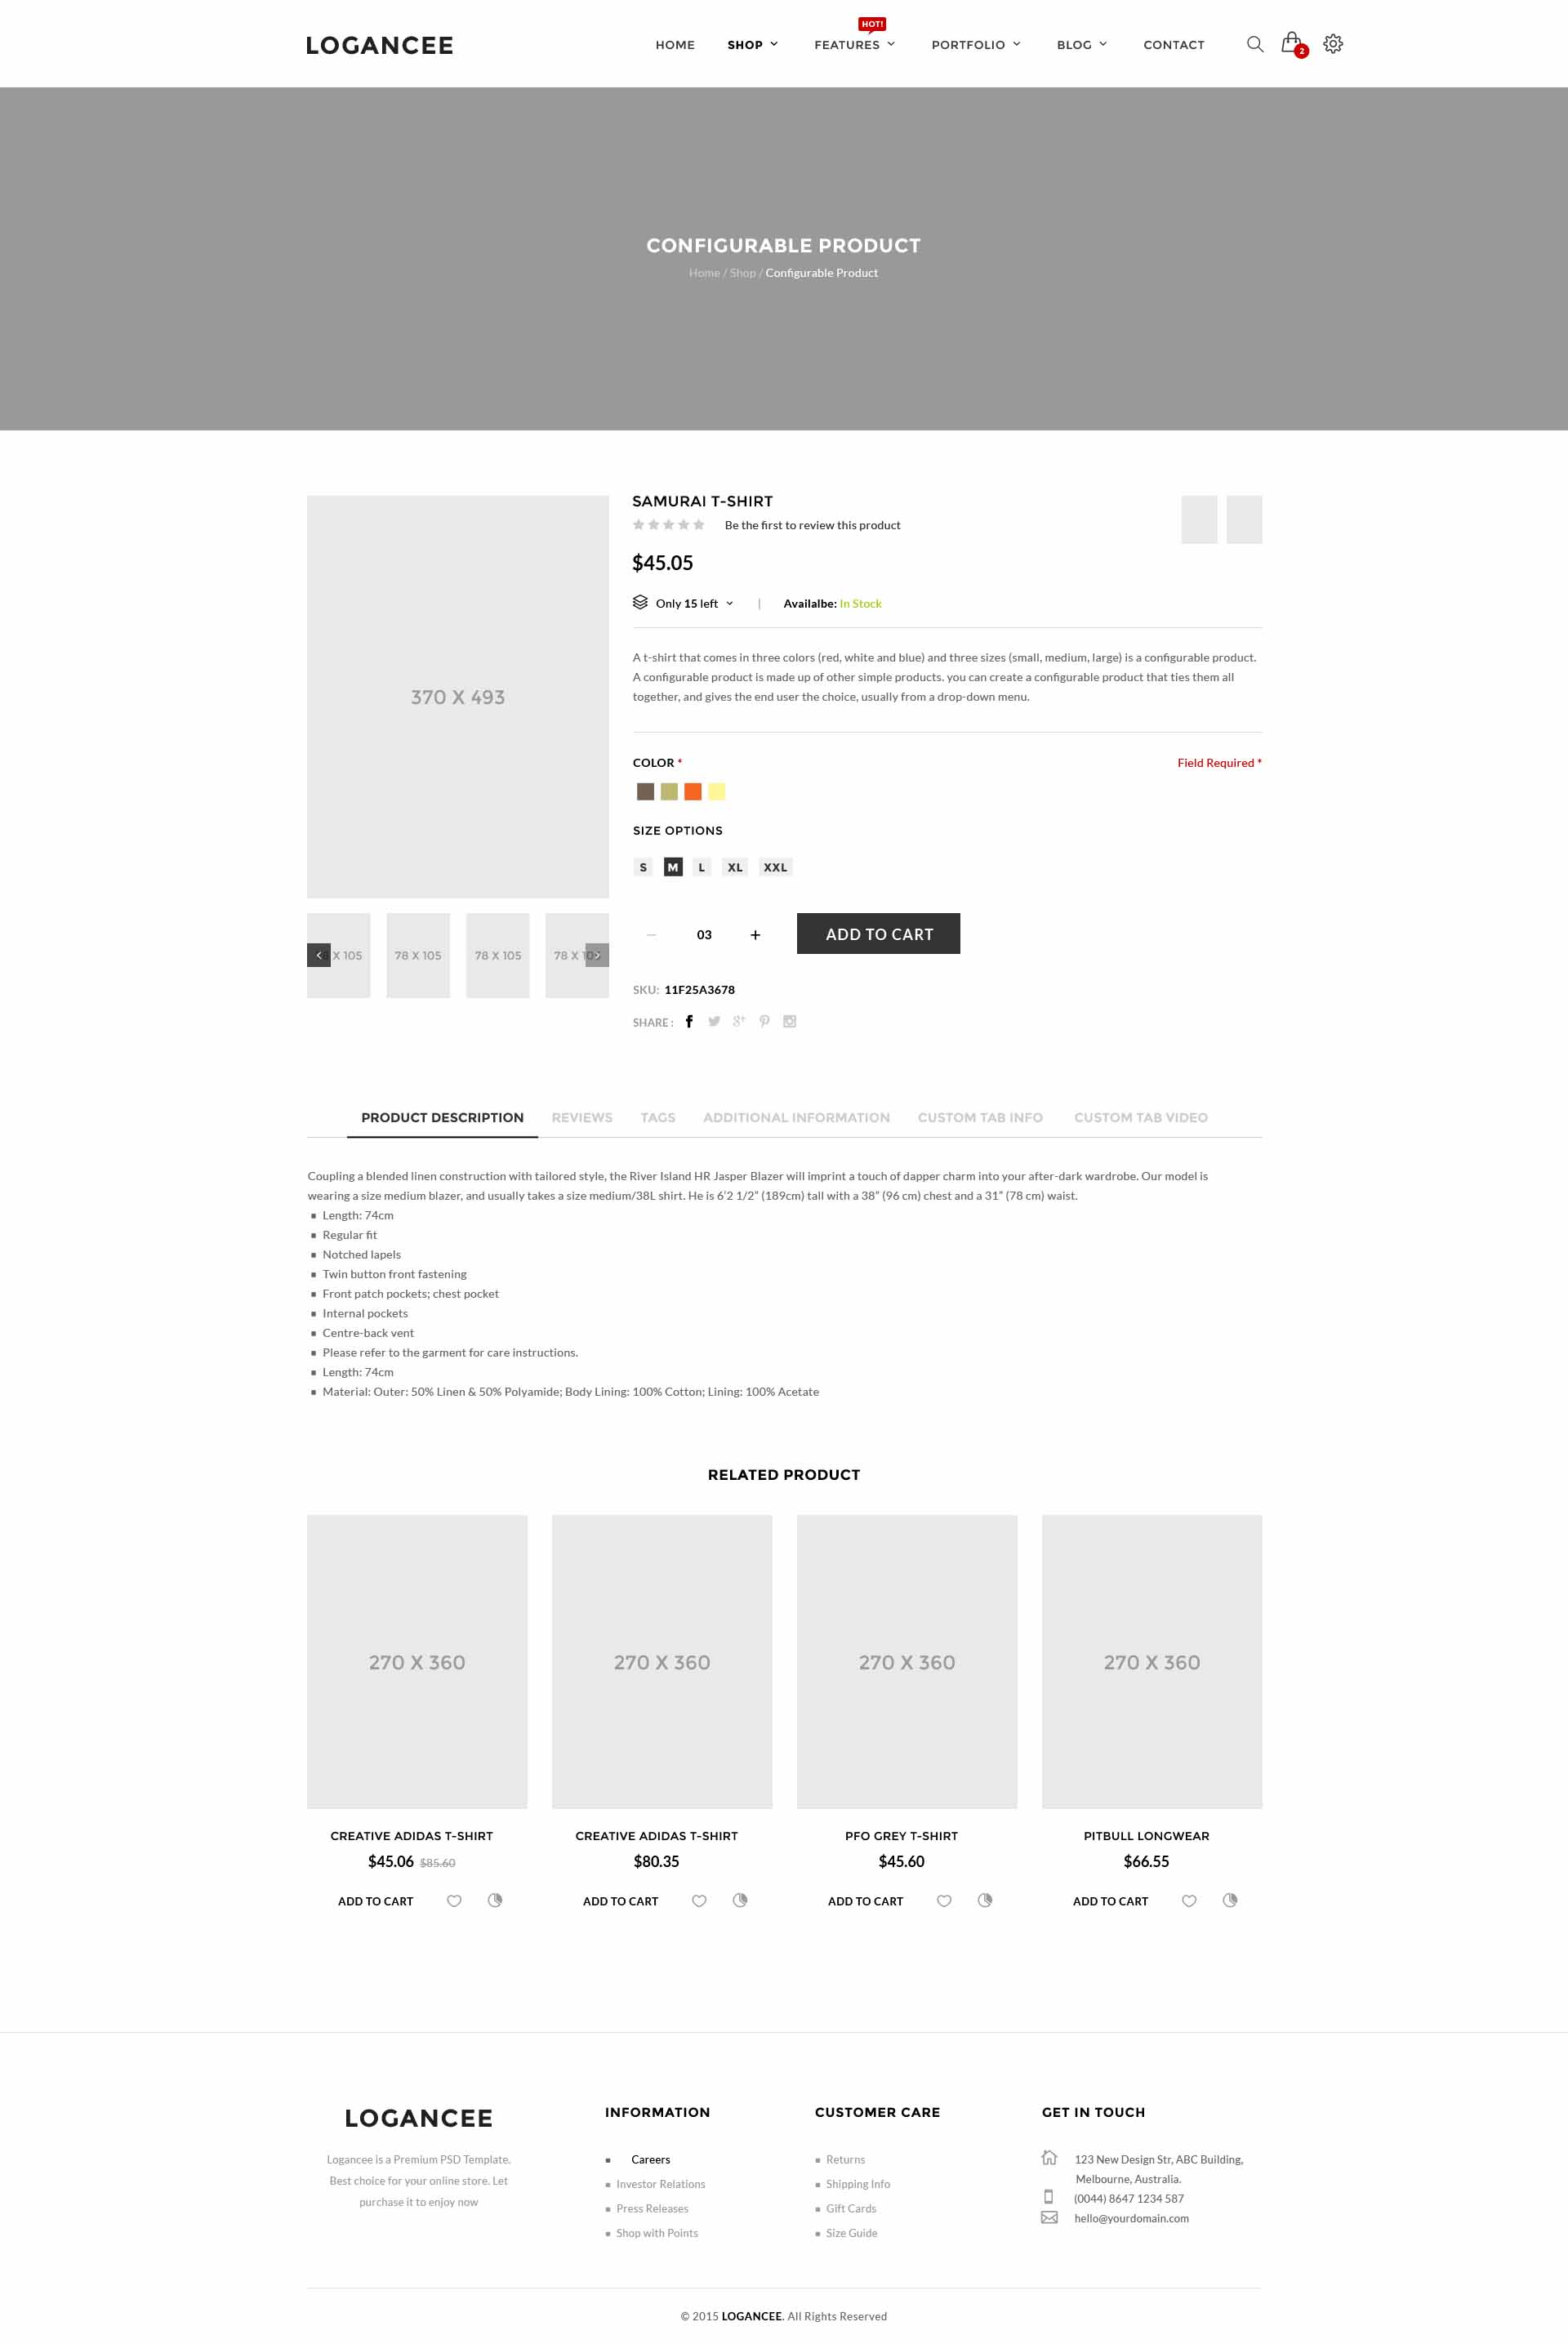 LOGANCEE
HOME SHOP FEATURES HOT! PORTFOLIO BLOG CONTACT 2
CONFIGURABLE PRODUCT
Home / Shop / Configurable Product
370 X 493
78 X 105 78 X 105 78 X 105 78 X 105
SAMURAI T-SHIRT
Be the first to review this product
$45.05
Only 15 left | Availalbe: In Stock
A t-shirt that comes in three colors (red, white and blue) and three sizes (small, medium, large) is a configurable product.
A configurable product is made up of other simple products. you can create a configurable product that ties them all
together, and gives the end user the choice, usually from a drop-down menu.
COLOR * Field Required *
SIZE OPTIONS
S M L XL XXL
03 ADD TO CART
SKU: 11F25A3678
SHARE :
PRODUCT DESCRIPTION REVIEWS TAGS ADDITIONAL INFORMATION CUSTOM TAB INFO CUSTOM TAB VIDEO
Coupling a blended linen construction with tailored style, the River Island HR Jasper Blazer will imprint a touch of dapper charm into your after-dark wardrobe. Our model is
wearing a size medium blazer, and usually takes a size medium/38L shirt. He is 6’2 1/2” (189cm) tall with a 38” (96 cm) chest and a 31” (78 cm) waist.
Length: 74cm
Regular fit
Notched lapels
Twin button front fastening
Front patch pockets; chest pocket
Internal pockets
Centre-back vent
Please refer to the garment for care instructions.
Length: 74cm
Material: Outer: 50% Linen & 50% Polyamide; Body Lining: 100% Cotton; Lining: 100% Acetate
RELATED PRODUCT
270 X 360 270 X 360 270 X 360 270 X 360
CREATIVE ADIDAS T-SHIRT CREATIVE ADIDAS T-SHIRT PFO GREY T-SHIRT PITBULL LONGWEAR
$45.06 $85.60 $80.35 $45.60 $66.55
ADD TO CART ADD TO CART ADD TO CART ADD TO CART
LOGANCEE
Logancee is a Premium PSD Template.
Best choice for your online store. Let
purchase it to enjoy now
INFORMATION
Careers
Investor Relations
Press Releases
Shop with Points
CUSTOMER CARE
Returns
Shipping Info
Gift Cards
Size Guide
GET IN TOUCH
123 New Design Str, ABC Building,
Melbourne, Australia.
(0044) 8647 1234 587
hello@yourdomain.com
© 2015 LOGANCEE. All Rights Reserved